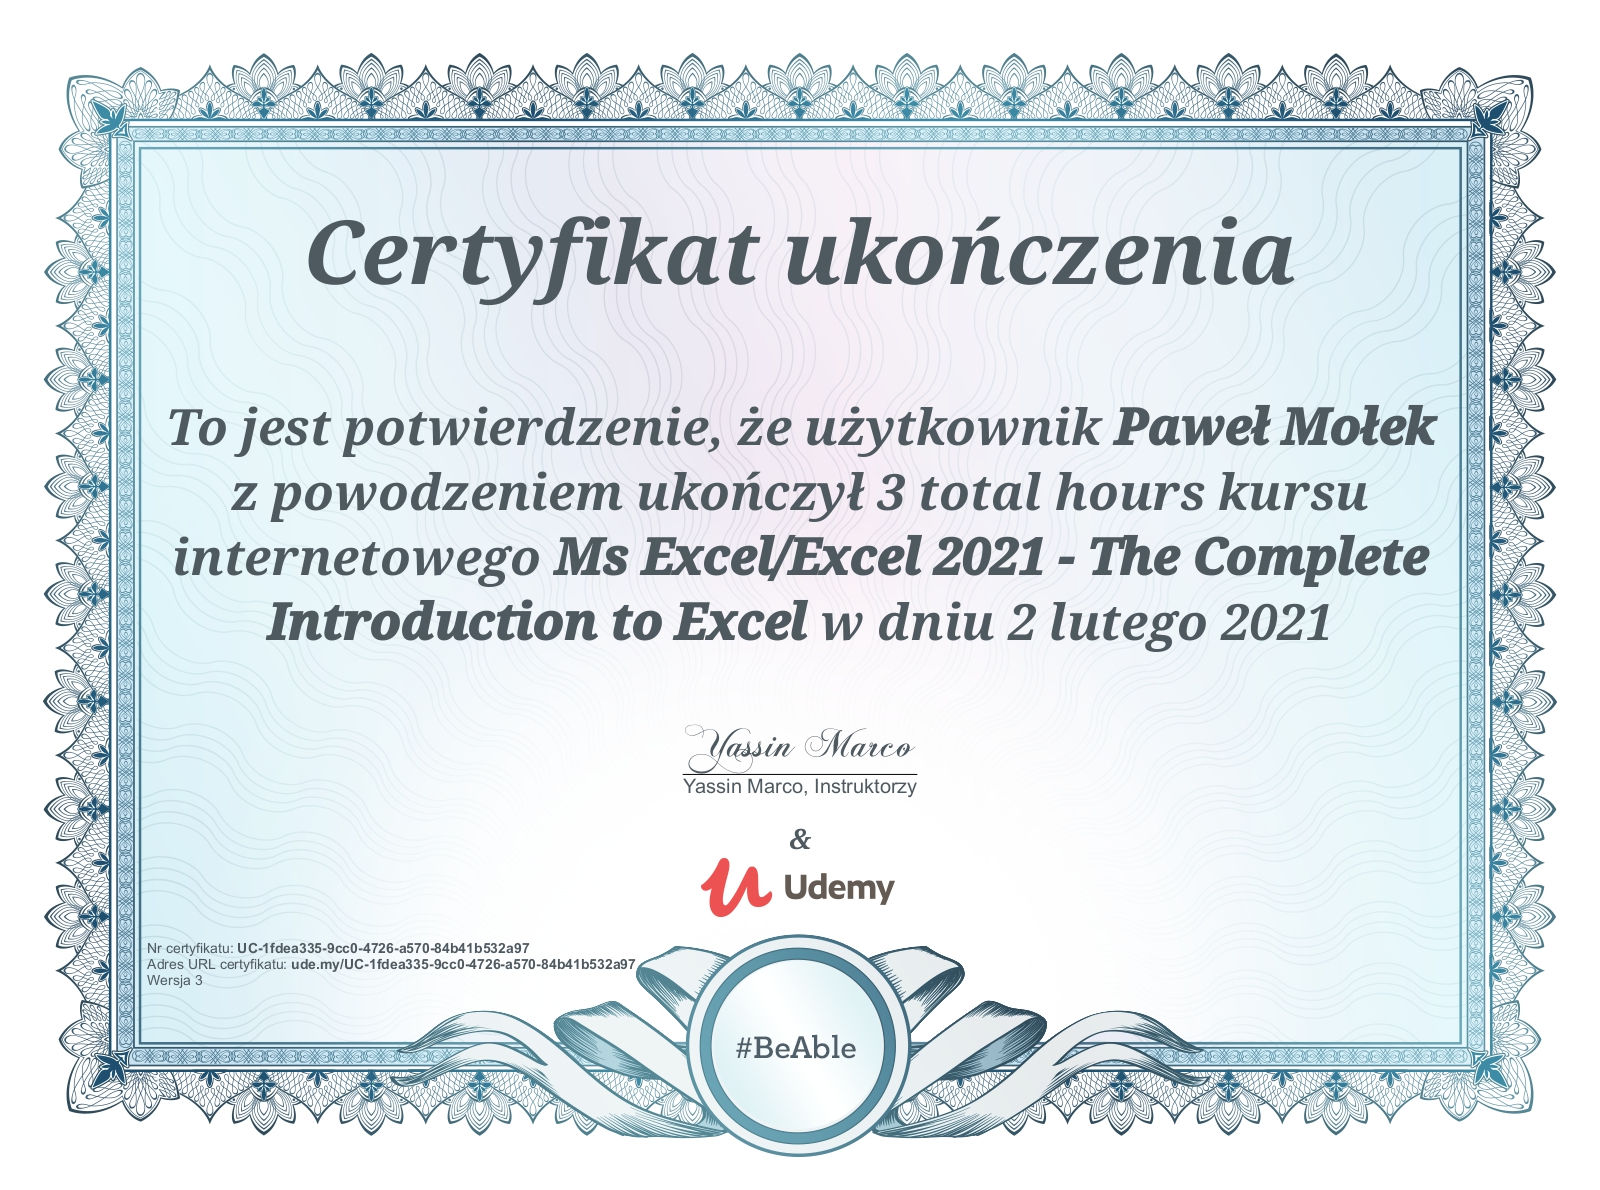 Certyfikat ukończenia
To jest potwierdzenie, że użytkownik Paweł Mołek
z powodzeniem ukończył 3 total hours kursu
internetowego Ms Excel/Excel 2021 - The Complete
Introduction to Excel w dniu 2 lutego 2021
Yassin Marco
Yassin Marco, Instruktorzy
&
Udemy
Nr certyfikatu: UC-1fdea335-9cc0-4726-a570-84b41b532a97
Adres URL certyfikatu: ude.my/UC-1fdea335-9cc0-4726-a570-84b41b532a97
Wersja 3
#BeAble